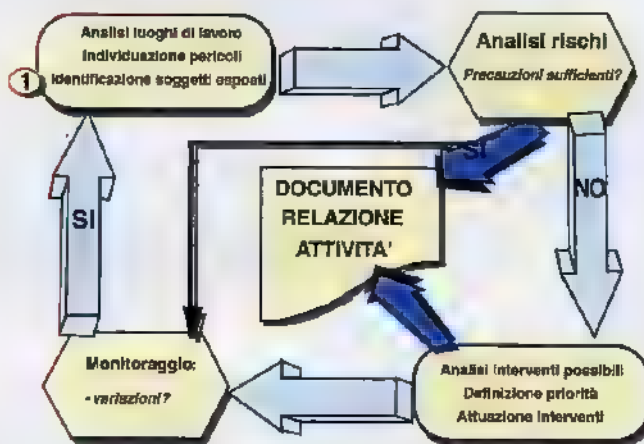 Analisi luoghi di lavoro
Individuazione pericoli
Identificazione soggetti esposti
1
Analisi rischi
Precauzioni sufficienti?
SI
NO
DOCUMENTO
RELAZIONE
ATTIVITA'
SI
Monitoraggio:
- variazioni?
Analisi interventi possibili
Definizione priorità
Attuazione interventi